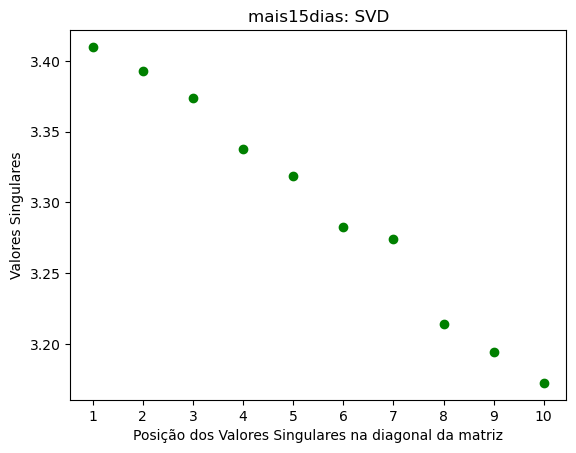 mais15dias: SVD
Valores Singulares
3.40
3.35
3.30
3.25
3.20
1 2 3 4 5 6 7 8 9 10
Posição dos Valores Singulares na diagonal da matriz